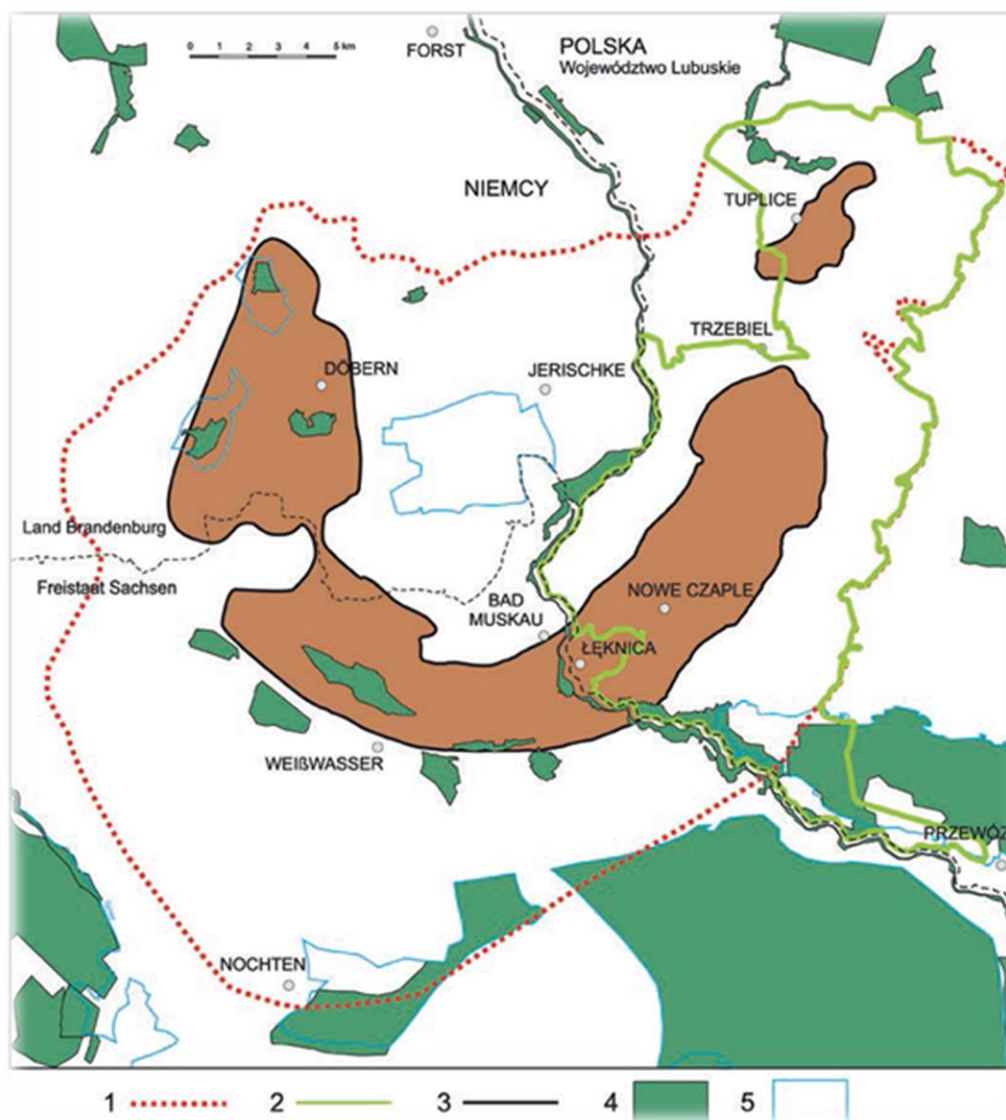 0 1 2 3 4 5 km
FORST
POLSKA
Województwo Lubuskie
NIEMCY
TUPLICE
TRZEBIEL
DÖBERN
JERISCHKE
Land Brandenburg
Freistaat Sachsen
BAD
MUSKAU
NOWE CZAPLE
ŁĘKNICA
WEIßWASSER
PRZEWÓZ
NOCHTEN
1 2 3 4 5